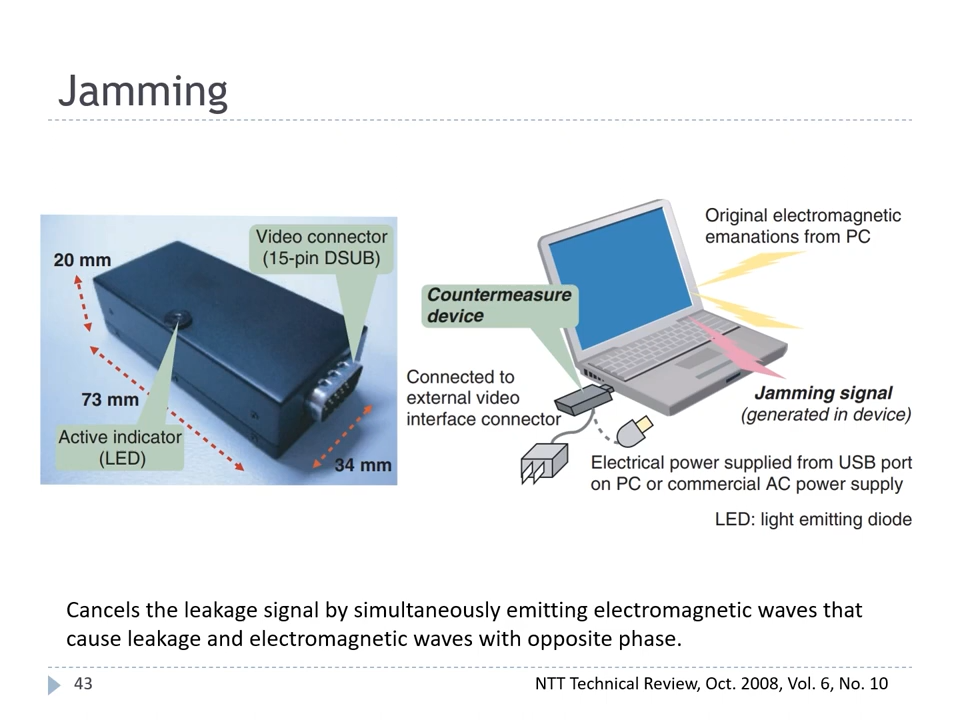 Jamming
20 mm
Video connector
(15-pin DSUB)
73 mm
Active indicator
(LED)
34 mm
Original electromagnetic
emanations from PC
Countermeasure
device
Connected to
external video
interface connector
Jamming signal
(generated in device)
Electrical power supplied from USB port
on PC or commercial AC power supply
LED: light emitting diode
Cancels the leakage signal by simultaneously emitting electromagnetic waves that
cause leakage and electromagnetic waves with opposite phase.
43
NTT Technical Review, Oct. 2008, Vol. 6, No. 10